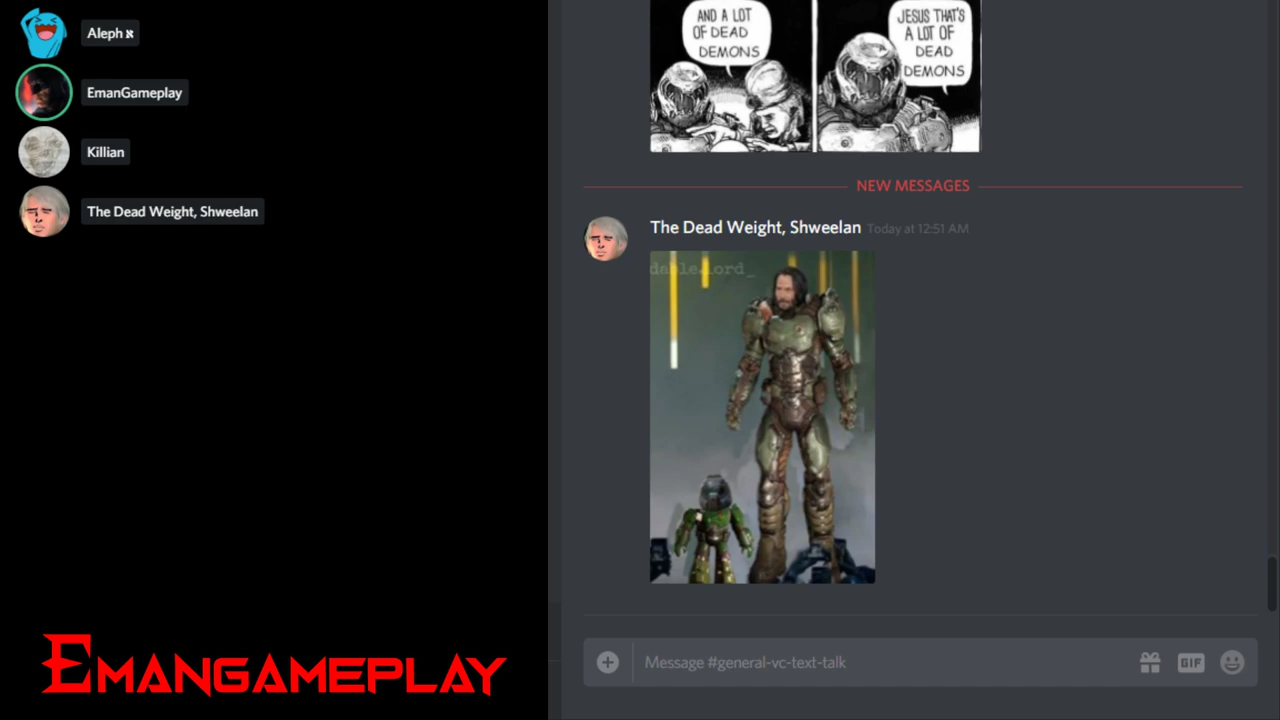 Aleph א
EmanGameplay
Killian
The Dead Weight, Shweelan
EMANGAMEPLAY
AND A LOT
OF DEAD
DEMONS
JESUS THAT'S
A LOT OF
DEAD
DEMONS
NEW MESSAGES
The Dead Weight, Shweelan Today at 12:51 AM
Message #general-vc-text-talk
GIF